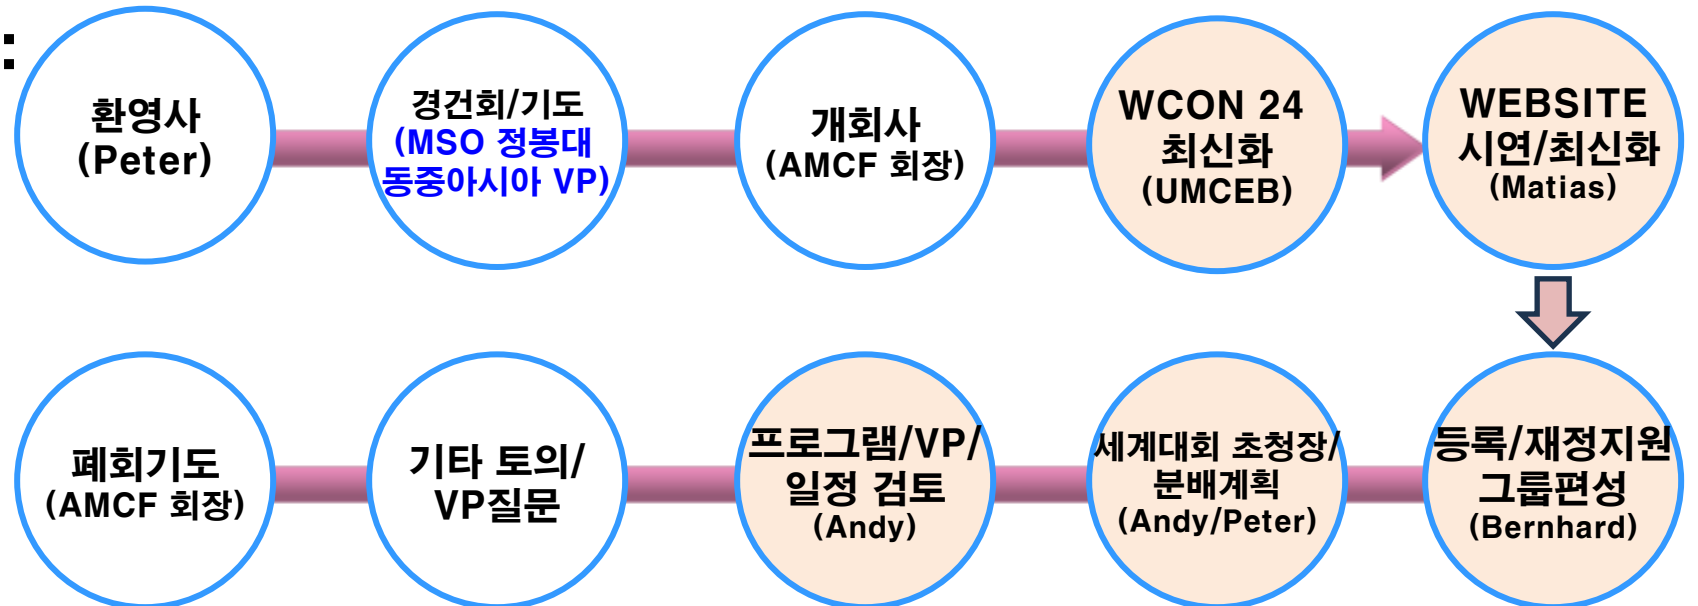 :
환영사
(Peter)
경건회/기도
(MSO 정봉대
동중아시아 VP)
개회사
(AMCF 회장)
WCON 24
최신화
(UMCEB)
WEBSITE
시연/최신화
(Matias)
등록/재정지원
그룹편성
(Bernhard)
세계대회 초청장/
분배계획
(Andy/Peter)
프로그램/VP/
일정 검토
(Andy)
기타 토의/
VP질문
폐회기도
(AMCF 회장)